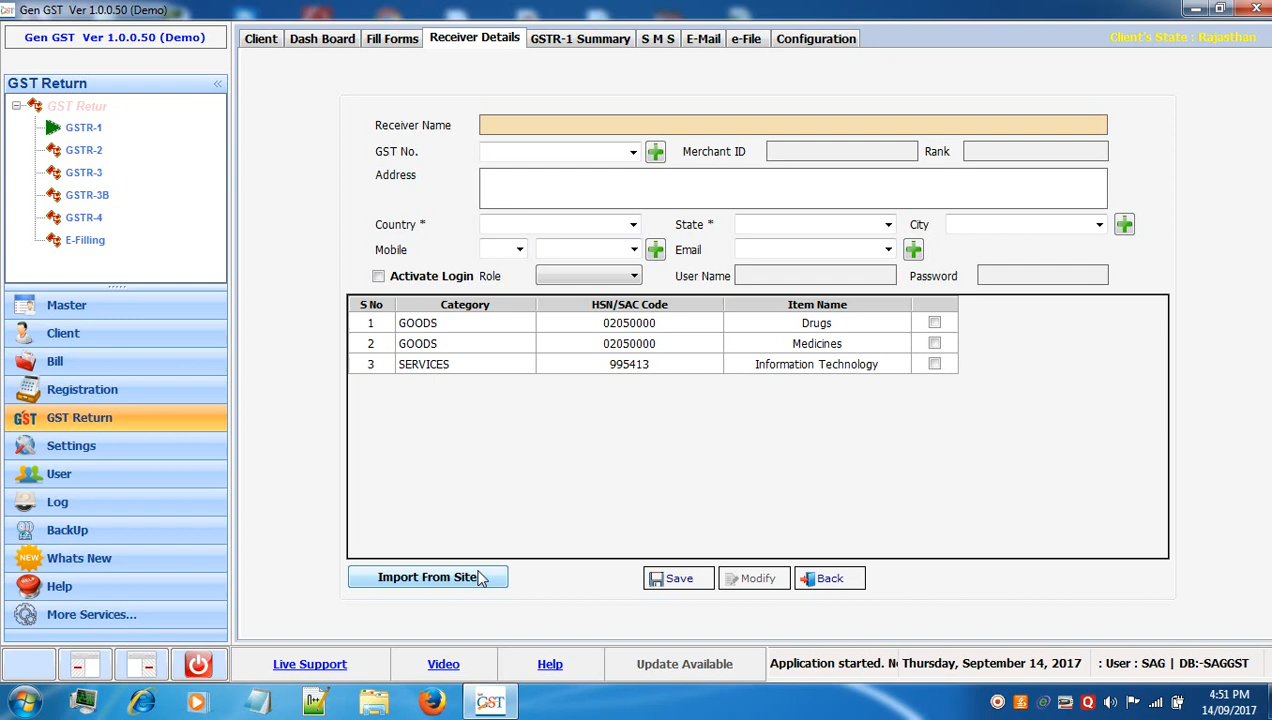 Gen GST Ver 1.0.0.50 (Demo)
Gen GST Ver 1.0.0.50 (Demo)
Client
Dash Board
Fill Forms
Receiver Details
GSTR-1 Summary
S M S
E-Mail
e-File
Configuration
Client's State : Rajasthan
GST Return
«
GST Retur
GSTR-1
GSTR-2
GSTR-3
GSTR-3B
GSTR-4
E-Filling
Master
Client
Bill
Registration
GST Return
Settings
User
Log
BackUp
Whats New
Help
More Services...
Receiver Name
GST No.
Merchant ID
Rank
Address
Country *
State *
City
Mobile
Email
Activate Login
Role
User Name
Password
S No Category HSN/SAC Code Item Name
1 GOODS 02050000 Drugs
2 GOODS 02050000 Medicines
3 SERVICES 995413 Information Technology
Import From Site
Save
Modify
Back
Live Support
Video
Help
Update Available
Application started. N
Thursday, September 14, 2017
: User : SAG | DB:-SAGGST
GST
4:51 PM
14/09/2017